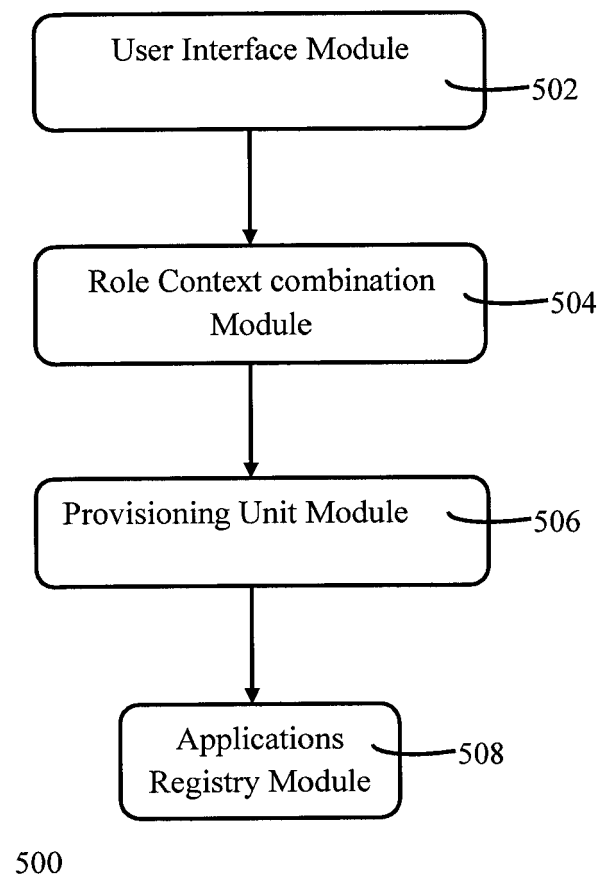 User Interface Module
502
Role Context combination
Module
504
Provisioning Unit Module
506
Applications
Registry Module
508
500